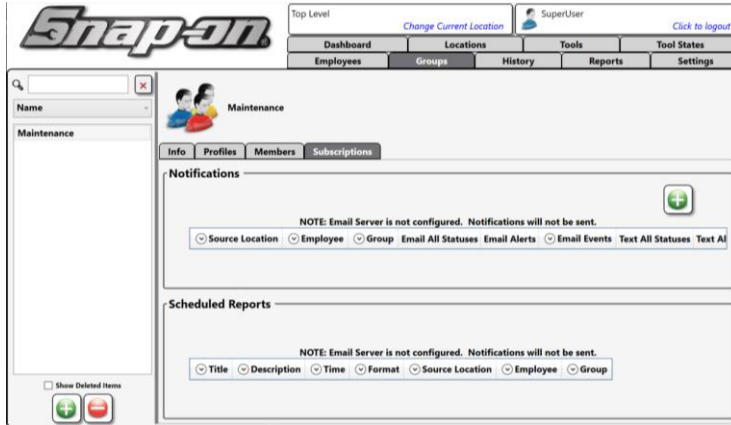 Snap-on
Top Level
Change Current Location
SuperUser
Click to logout
Dashboard Locations Tools Tool States
Employees Groups History Reports Settings
Name
Maintenance
Maintenance
Info Profiles Members Subscriptions
Notifications
NOTE: Email Server is not configured. Notifications will not be sent.
Source Location Employee Group Email All Statuses Email Alerts Email Events Text All Statuses Text Al
Scheduled Reports
NOTE: Email Server is not configured. Notifications will not be sent.
Title Description Time Format Source Location Employee Group
Show Deleted Items